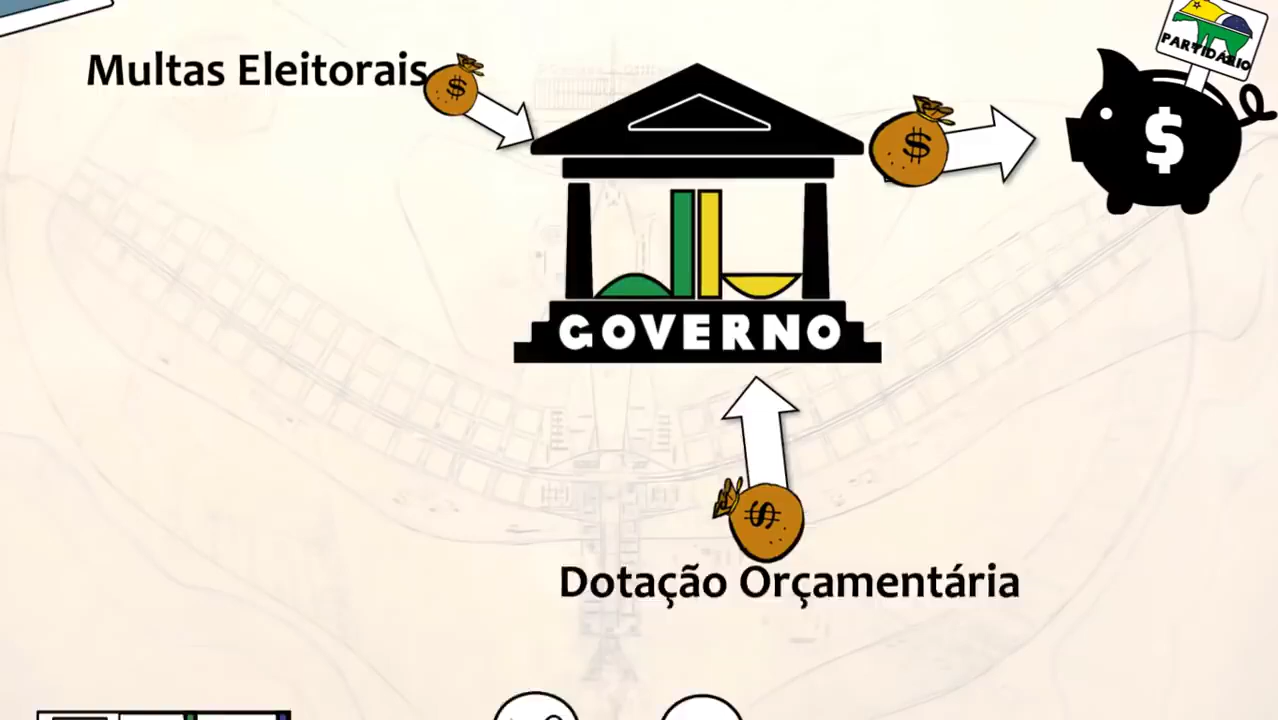 Multas Eleitorais
$
$
PARTIDÁRIO
$
GOVERNO
$
Dotação Orçamentária